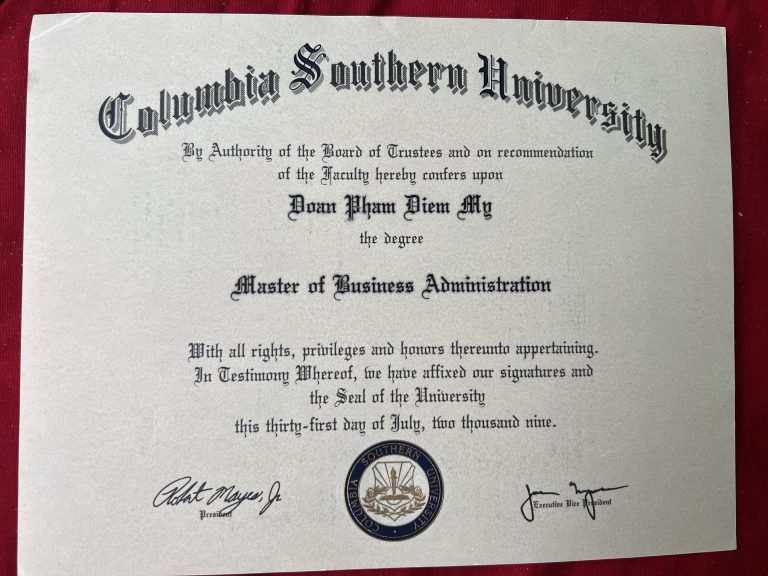 Columbia Southern University
By Authority of the Board of Trustees and on recommendation
of the Faculty hereby confers upon
Doan Pham Diem My
the degree
Master of Business Administration
With all rights, privileges and honors thereunto appertaining.
In Testimony Whereof, we have affixed our signatures and
the Seal of the University
this thirty-first day of July, two thousand nine.
COLUMBIA SOUTHERN UNIVERSITY
Robert Mayes, Jr
President
Executive Vice President